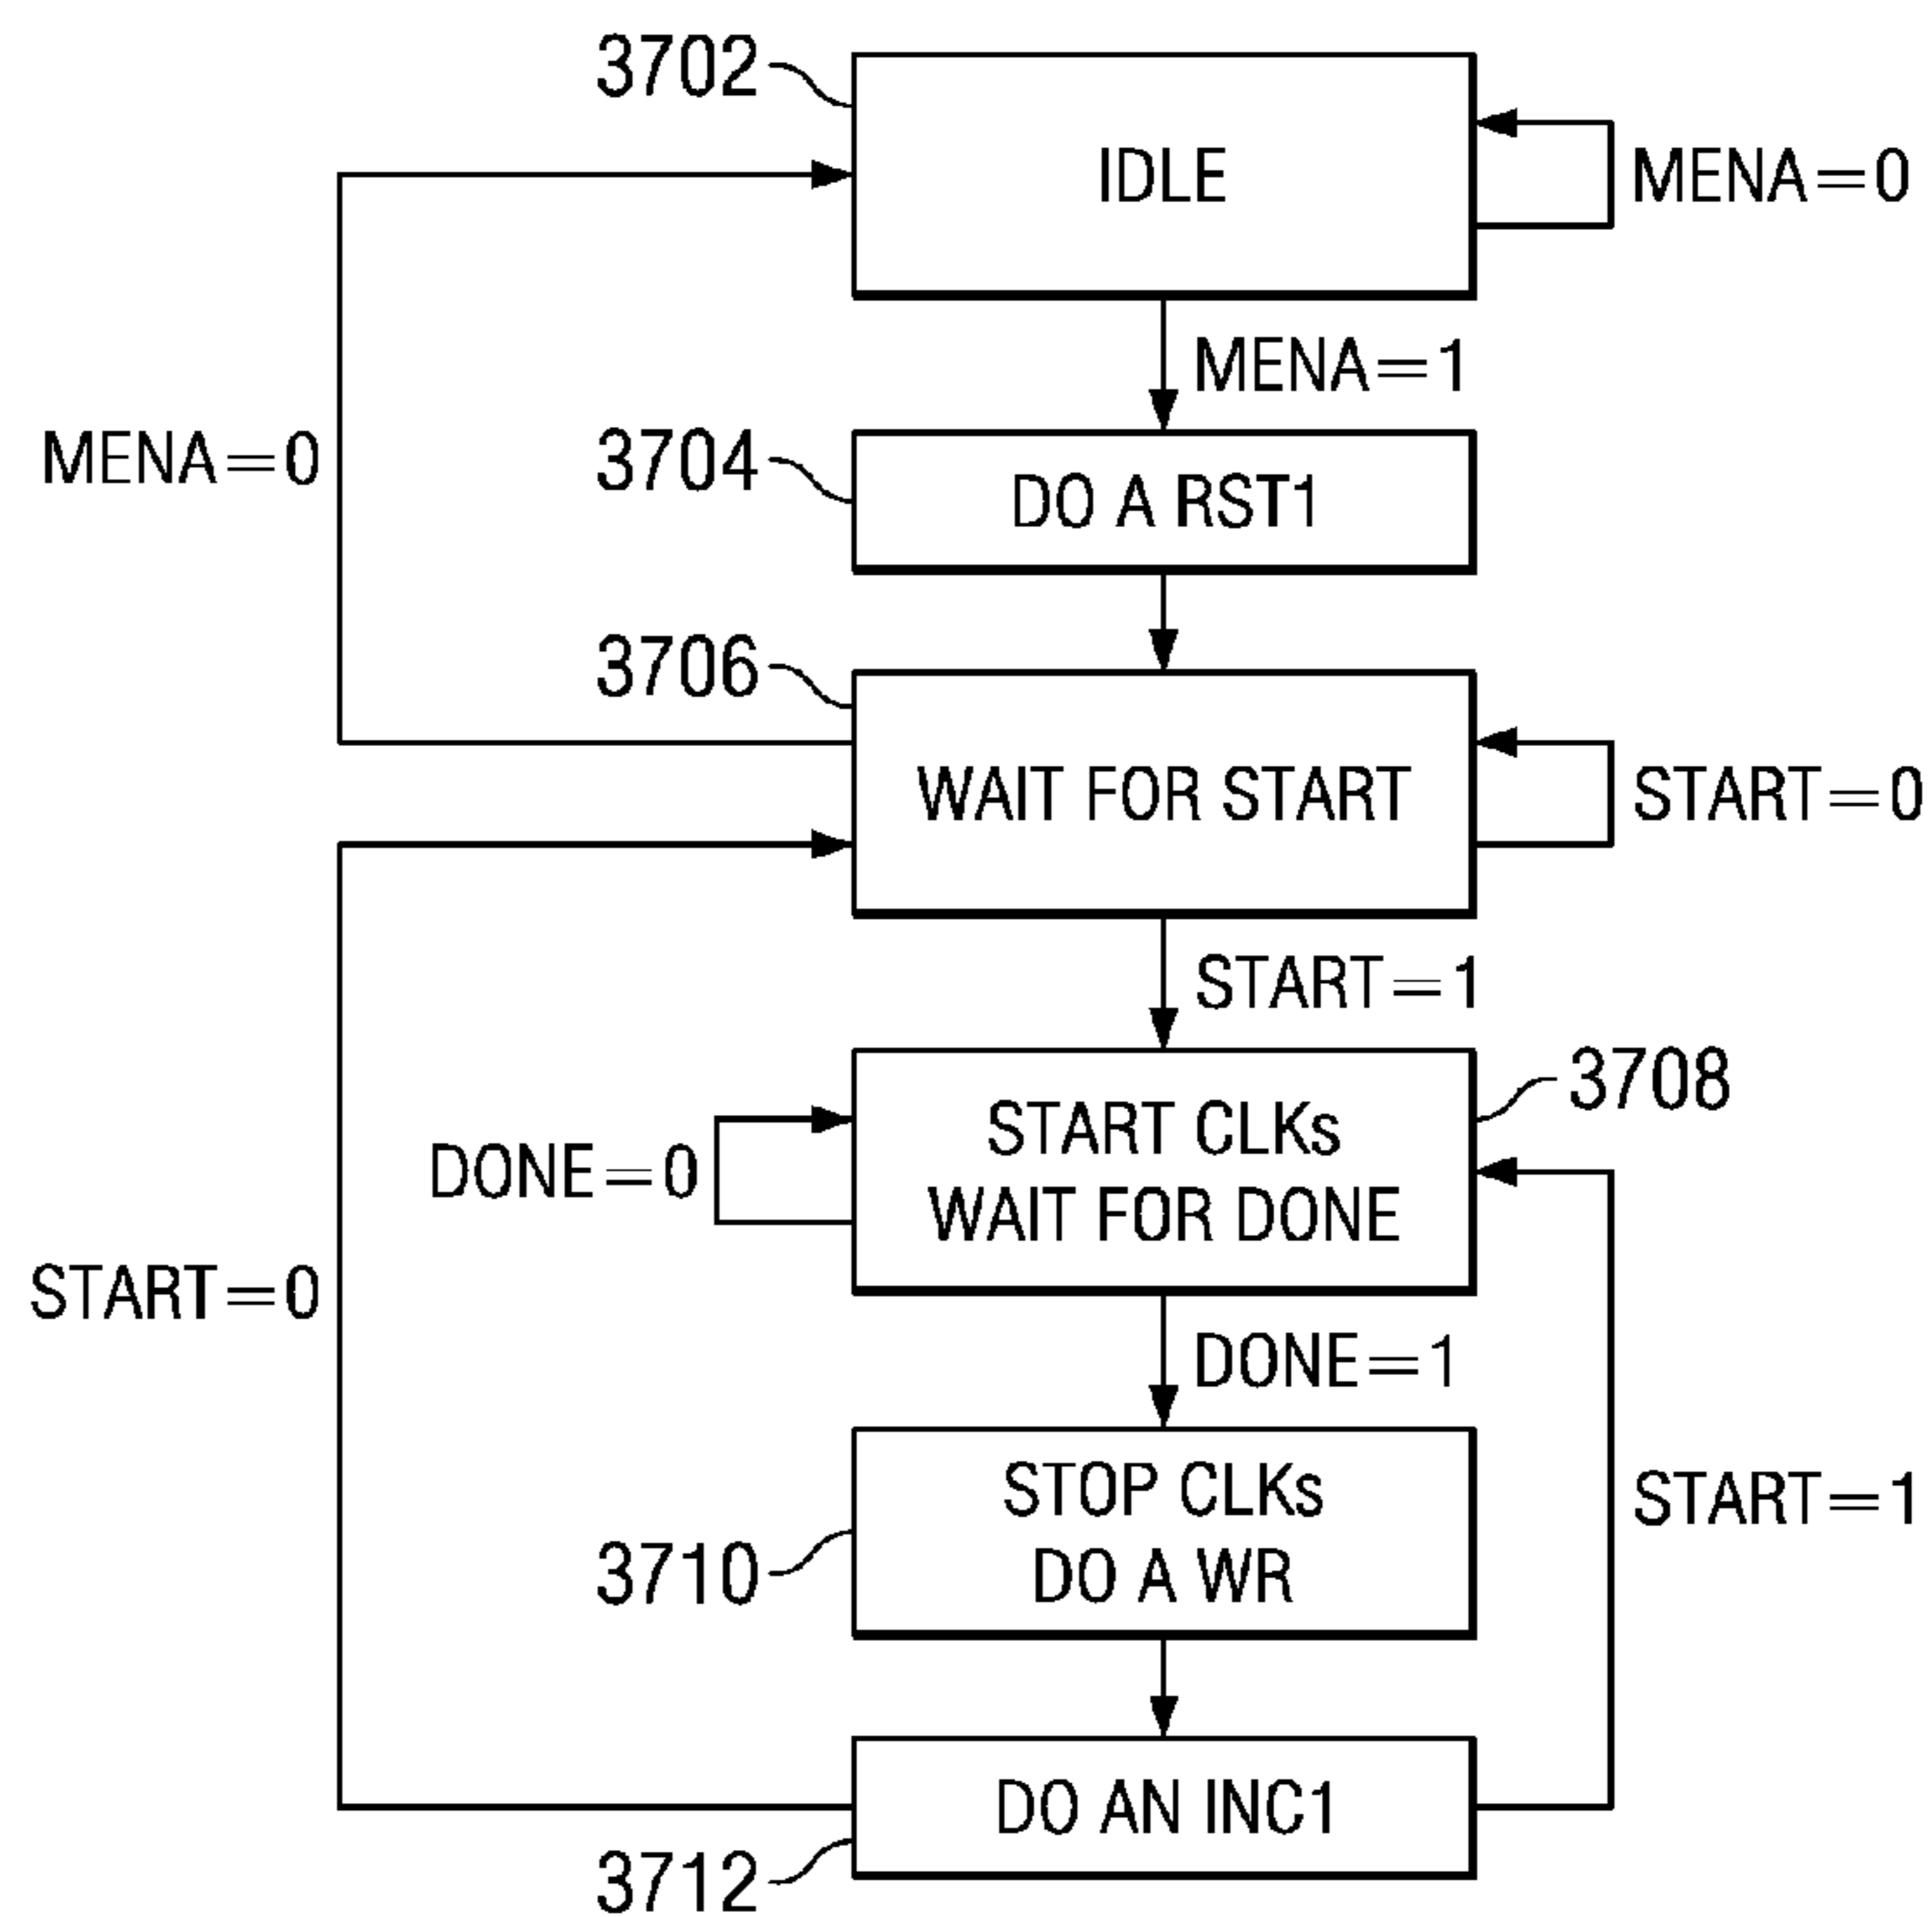 3702
IDLE
MENA=0
MENA=1
MENA=0
3704
DO A RST1
3706
WAIT FOR START
START=0
START=1
3708
START CLKs
WAIT FOR DONE
DONE=0
START=0
DONE=1
STOP CLKs
DO A WR
START=1
3710
DO AN INC1
3712